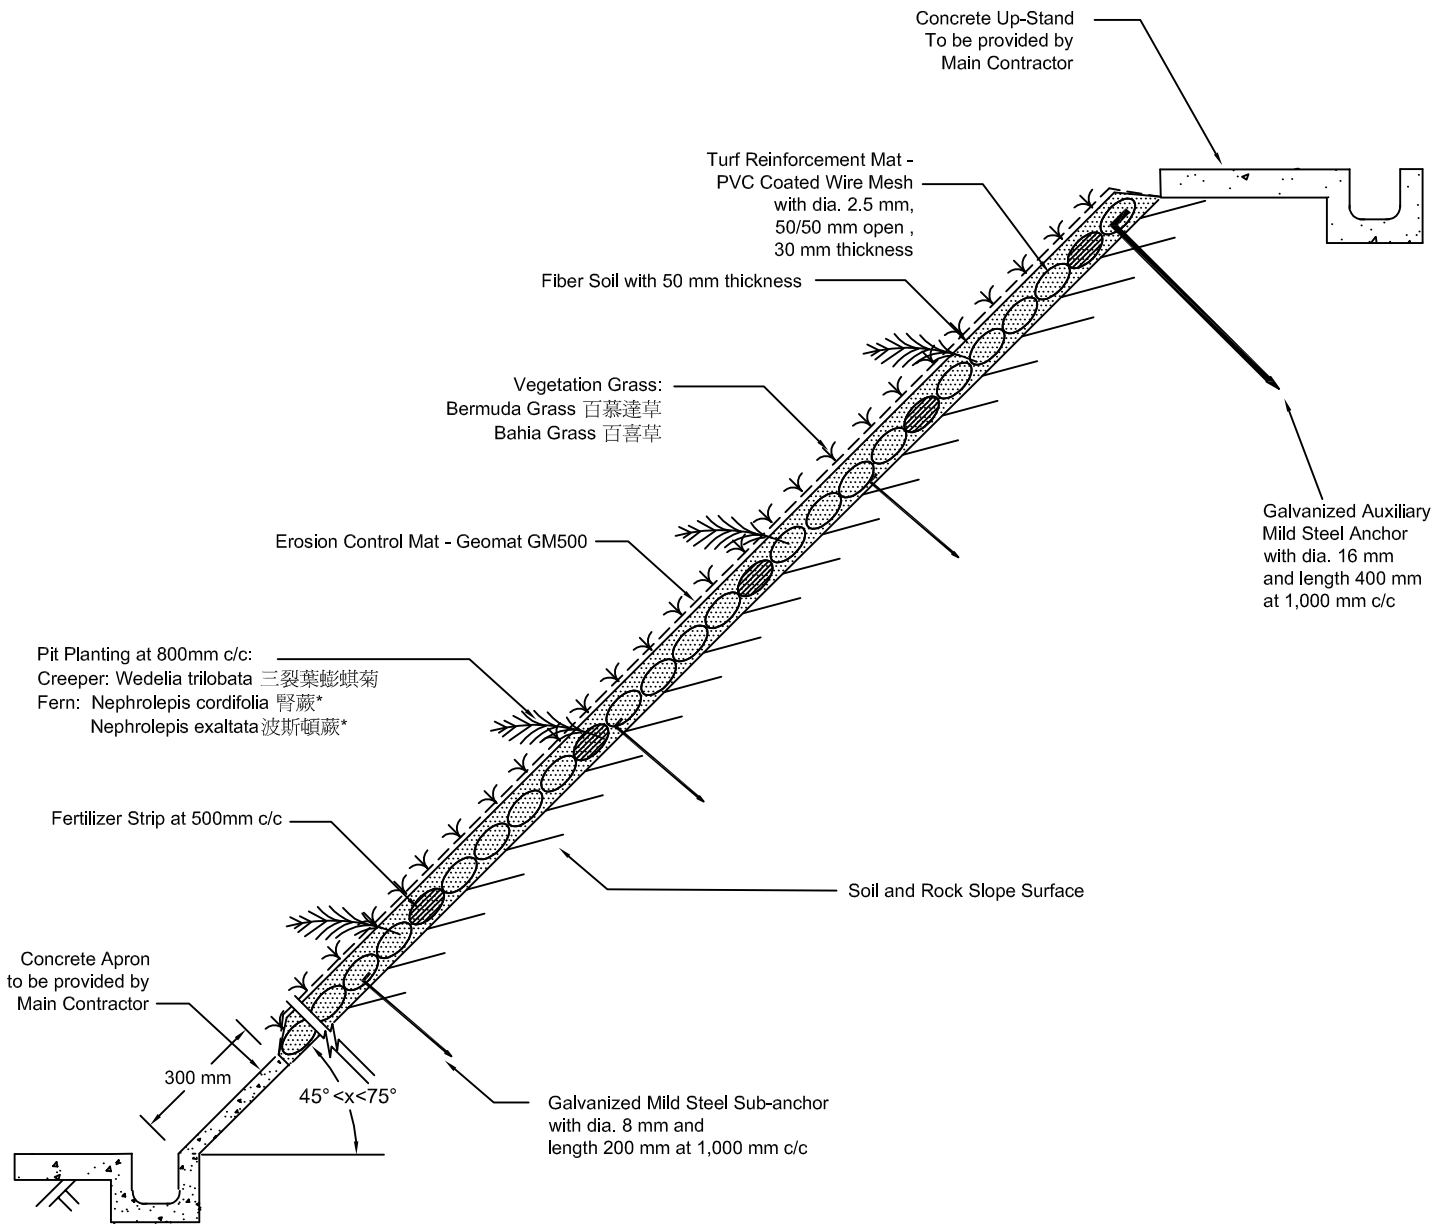 Concrete Up-Stand
To be provided by
Main Contractor
Turf Reinforcement Mat -
PVC Coated Wire Mesh
with dia. 2.5 mm,
50/50 mm open ,
30 mm thickness
Fiber Soil with 50 mm thickness
Vegetation Grass:
Bermuda Grass 百慕達草
Bahia Grass 百喜草
Galvanized Auxiliary
Mild Steel Anchor
with dia. 16 mm
and length 400 mm
at 1,000 mm c/c
Erosion Control Mat - Geomat GM500
Pit Planting at 800mm c/c:
Creeper: Wedelia trilobata 三裂葉蟛蜞菊
Fern: Nephrolepis cordifolia 腎蕨*
Nephrolepis exaltata 波斯頓蕨*
Fertilizer Strip at 500mm c/c
Soil and Rock Slope Surface
Concrete Apron
to be provided by
Main Contractor
300 mm
45° <x<75°
Galvanized Mild Steel Sub-anchor
with dia. 8 mm and
length 200 mm at 1,000 mm c/c